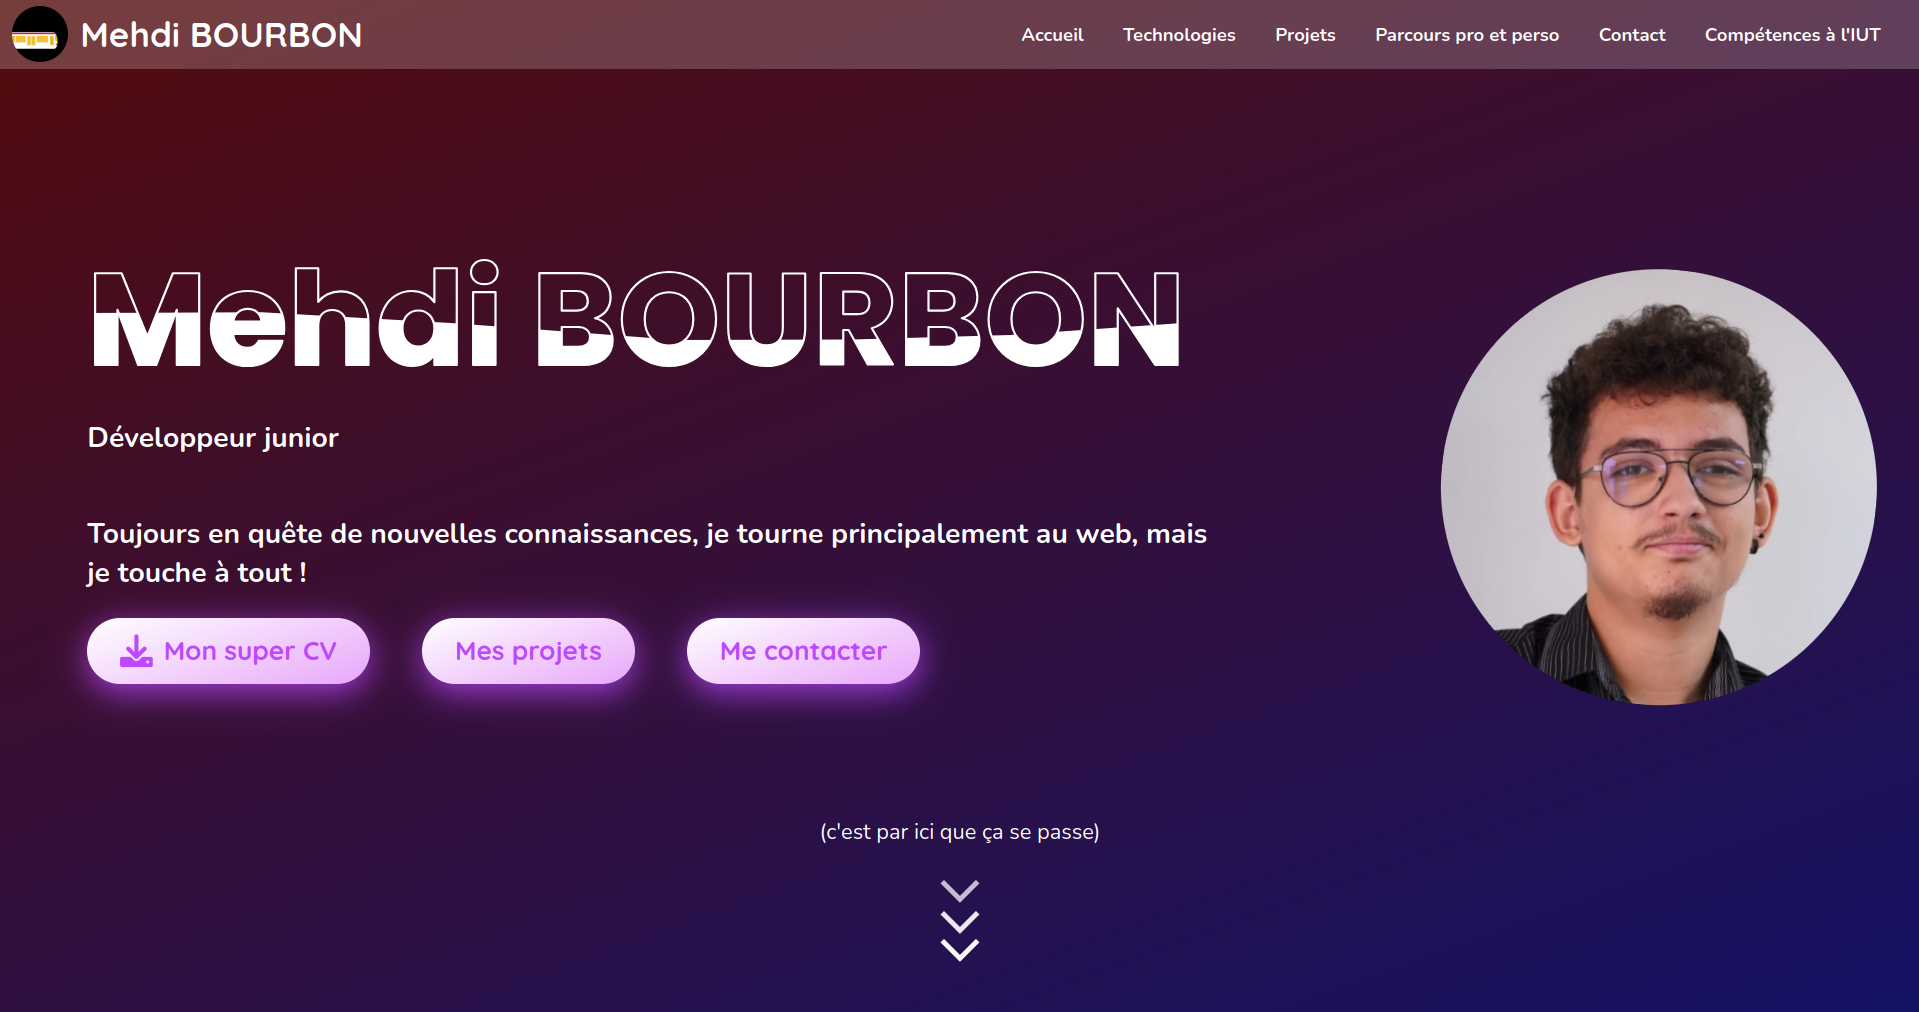 Mehdi BOURBON
Accueil
Technologies
Projets
Parcours pro et perso
Contact
Compétences à l'IUT
Mehdi BOURBON
Développeur junior
Toujours en quête de nouvelles connaissances, je tourne principalement au web, mais
je touche à tout !
Mon super CV
Mes projets
Me contacter
(c'est par ici que ça se passe)